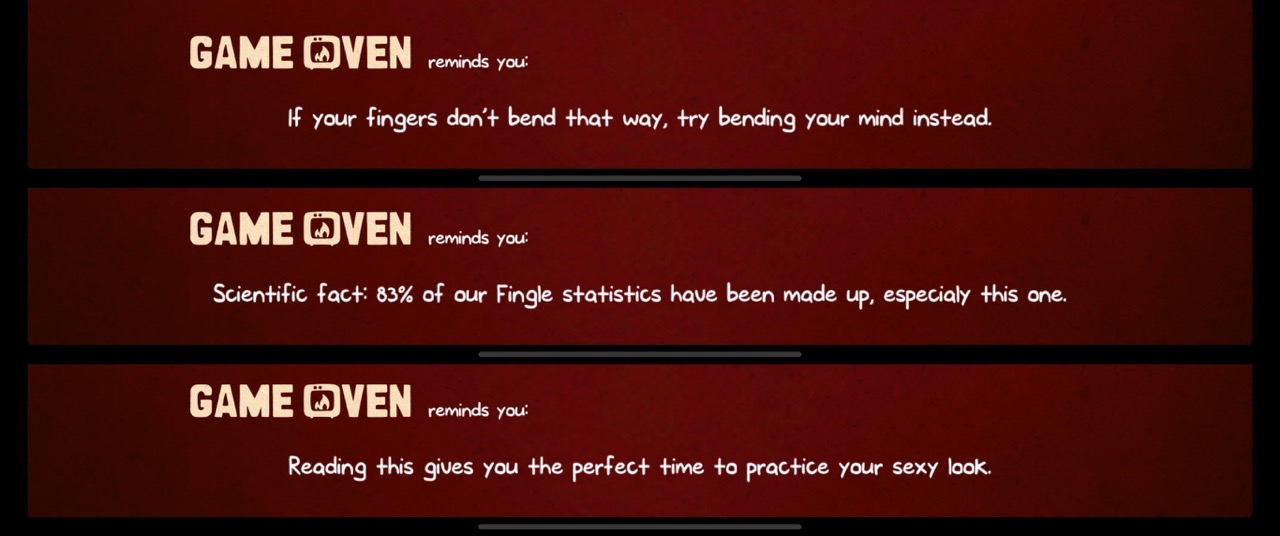 GAME OVEN reminds you:
If your fingers don't bend that way, try bending your mind instead.
GAME OVEN reminds you:
Scientific fact: 83% of our Fingle statistics have been made up, especialy this one.
GAME OVEN reminds you:
Reading this gives you the perfect time to practice your sexy look.